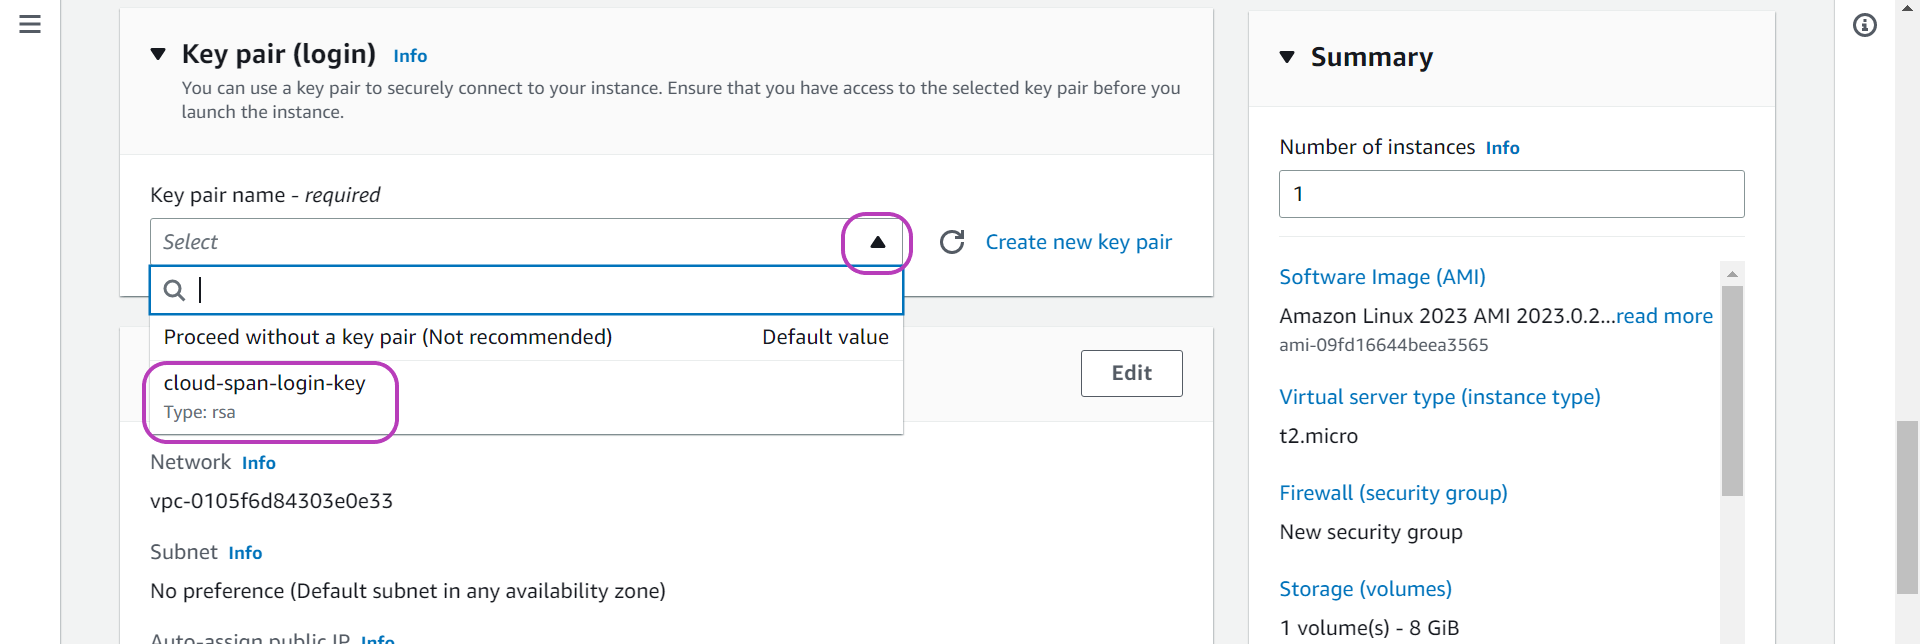 Key pair (login) Info
You can use a key pair to securely connect to your instance. Ensure that you have access to the selected key pair before you
launch the instance.
Key pair name - required
Select
Create new key pair
Proceed without a key pair (Not recommended) Default value
cloud-span-login-key
Type: rsa
Edit
Network Info
vpc-0105f6d84303e0e33
Subnet Info
No preference (Default subnet in any availability zone)
Auto-assign public IP Info
Summary
Number of instances Info
1
Software Image (AMI)
Amazon Linux 2023 AMI 2023.0.2...read more
ami-09fd16644beea3565
Virtual server type (instance type)
t2.micro
Firewall (security group)
New security group
Storage (volumes)
1 volume(s) - 8 GiB